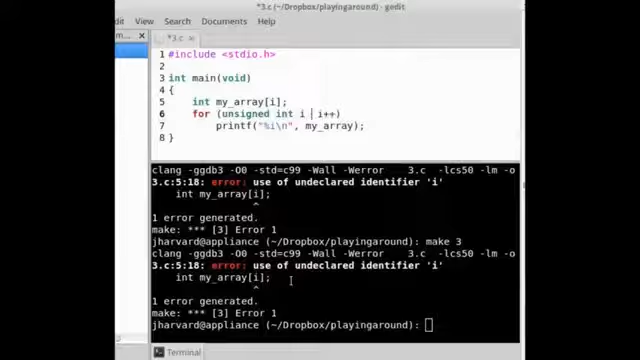 *3.c (~/Dropbox/playingaround) - gedit
dit View Search Documents Help
m... × *3.c ×
1 #include <stdio.h>
2
3 int main(void)
4 {
5 int my_array[i];
6 for (unsigned int i i++)
7 printf("%i\n", my_array);
8 }
clang -ggdb3 -O0 -std=c99 -Wall -Werror 3.c -lcs50 -lm -o
3.c:5:18: error: use of undeclared identifier 'i'
int my_array[i];
^
1 error generated.
make: *** [3] Error 1
jharvard@appliance (~/Dropbox/playingaround): make 3
clang -ggdb3 -O0 -std=c99 -Wall -Werror 3.c -lcs50 -lm -o
3.c:5:18: error: use of undeclared identifier 'i'
int my_array[i];
^
1 error generated.
make: *** [3] Error 1
jharvard@appliance (~/Dropbox/playingaround):
Terminal